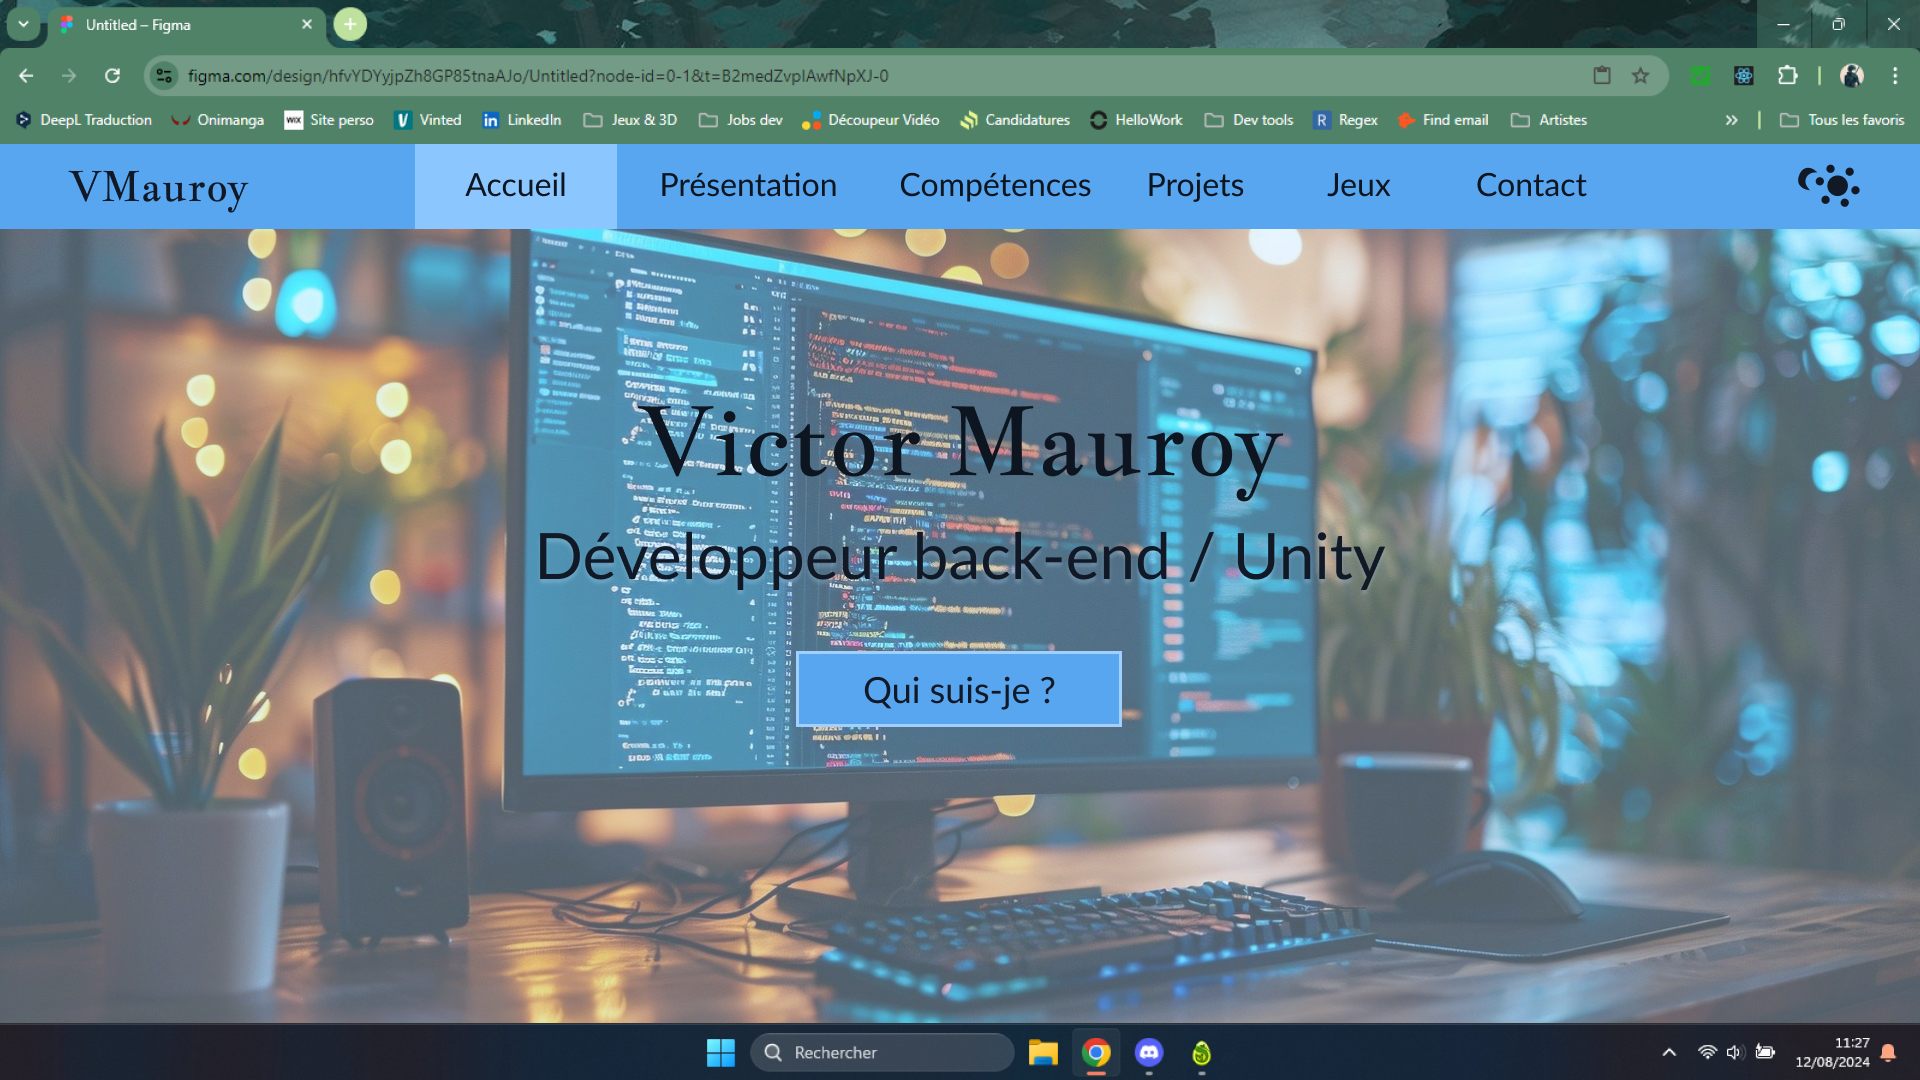 Untitled – Figma
figma.com/design/hfvYDYyjpZh8GP85tnaAJo/Untitled?node-id=0-1&t=B2medZvpIAwfNpXJ-0
DeepL Traduction Onimanga WIX Site perso Vinted LinkedIn Jeux & 3D Jobs dev Découpeur Vidéo Candidatures HelloWork Dev tools R Regex Find email Artistes » Tous les favoris
VMauroy Accueil Présentation Compétences Projets Jeux Contact
Victor Mauroy
Développeur back-end / Unity
Qui suis-je ?
Rechercher
11:27
12/08/2024